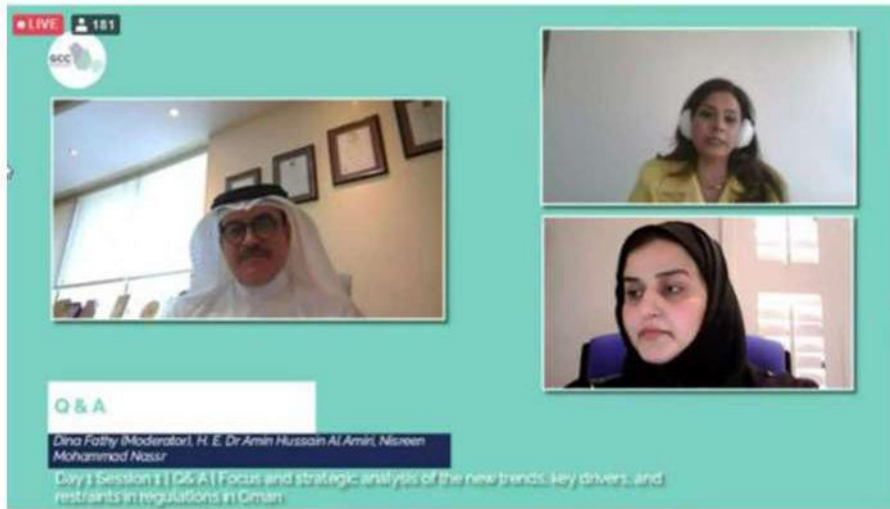 LIVE 181
GCC
Q & A
Dina Fathy (Moderator), H. E. Dr Amin Hussain Al Amiri, Nisreen
Mohammad Nassr
Day 1 Session 1 | Q& A | Focus and strategic analysis of the new trends, key drivers, and
restraints in regulations in Oman